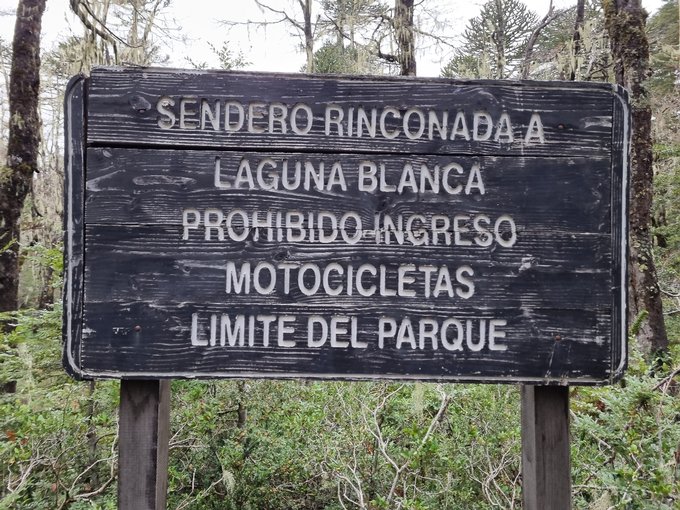 SENDERO RINCONADA A
LAGUNA BLANCA
PROHIBIDO INGRESO
MOTOCICLETAS
LIMITE DEL PARQUE